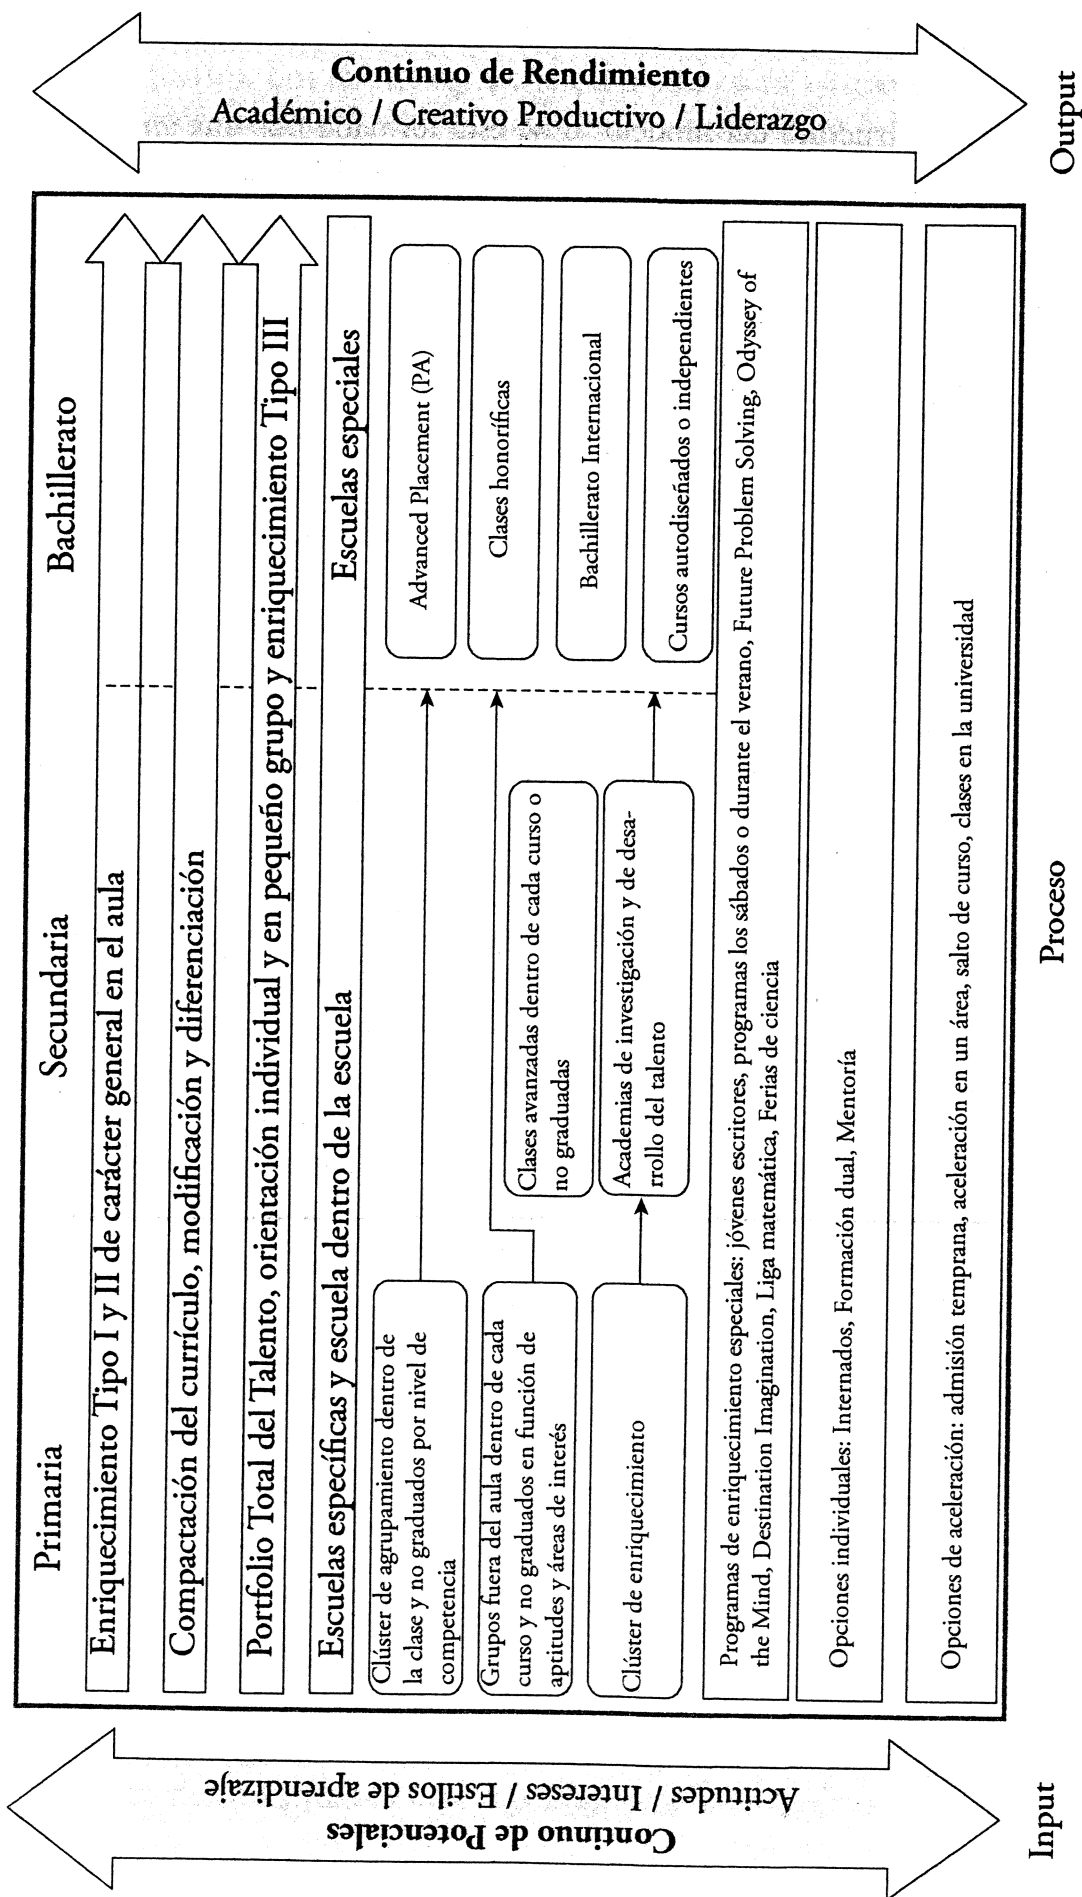 Primaria
Secundaria
Bachillerato
Continuo de Potenciales
Actitudes / Intereses / Estilos de aprendizaje
Enriquecimiento Tipo I y II de carácter general en el aula
Compactación del currículo, modificación y diferenciación
Portfolio Total del Talento, orientación individual y en pequeño grupo y enriquecimiento Tipo III
Escuelas específicas y escuela dentro de la escuela
Escuelas especiales
Clúster de agrupamiento dentro de
la clase y no graduados por nivel de
competencia
Grupos fuera del aula dentro de cada
curso y no graduados en función de
aptitudes y áreas de interés
Clúster de enriquecimiento
Clases avanzadas dentro de cada curso o
no graduadas
Academias de investigación y de desa-
rrollo del talento
Advanced Placement (PA)
Clases honoríficas
Bachillerato Internacional
Cursos autodiseñados o independientes
Programas de enriquecimiento especiales: jóvenes escritores, programas los sábados o durante el verano, Future Problem Solving, Odyssey of
the Mind, Destination Imagination, Liga matemática, Ferias de ciencia
Opciones individuales: Internados, Formación dual, Mentoría
Opciones de aceleración: admisión temprana, aceleración en un área, salto de curso, clases en la universidad
Continuo de Rendimiento
Académico / Creativo Productivo / Liderazgo
Input
Proceso
Output